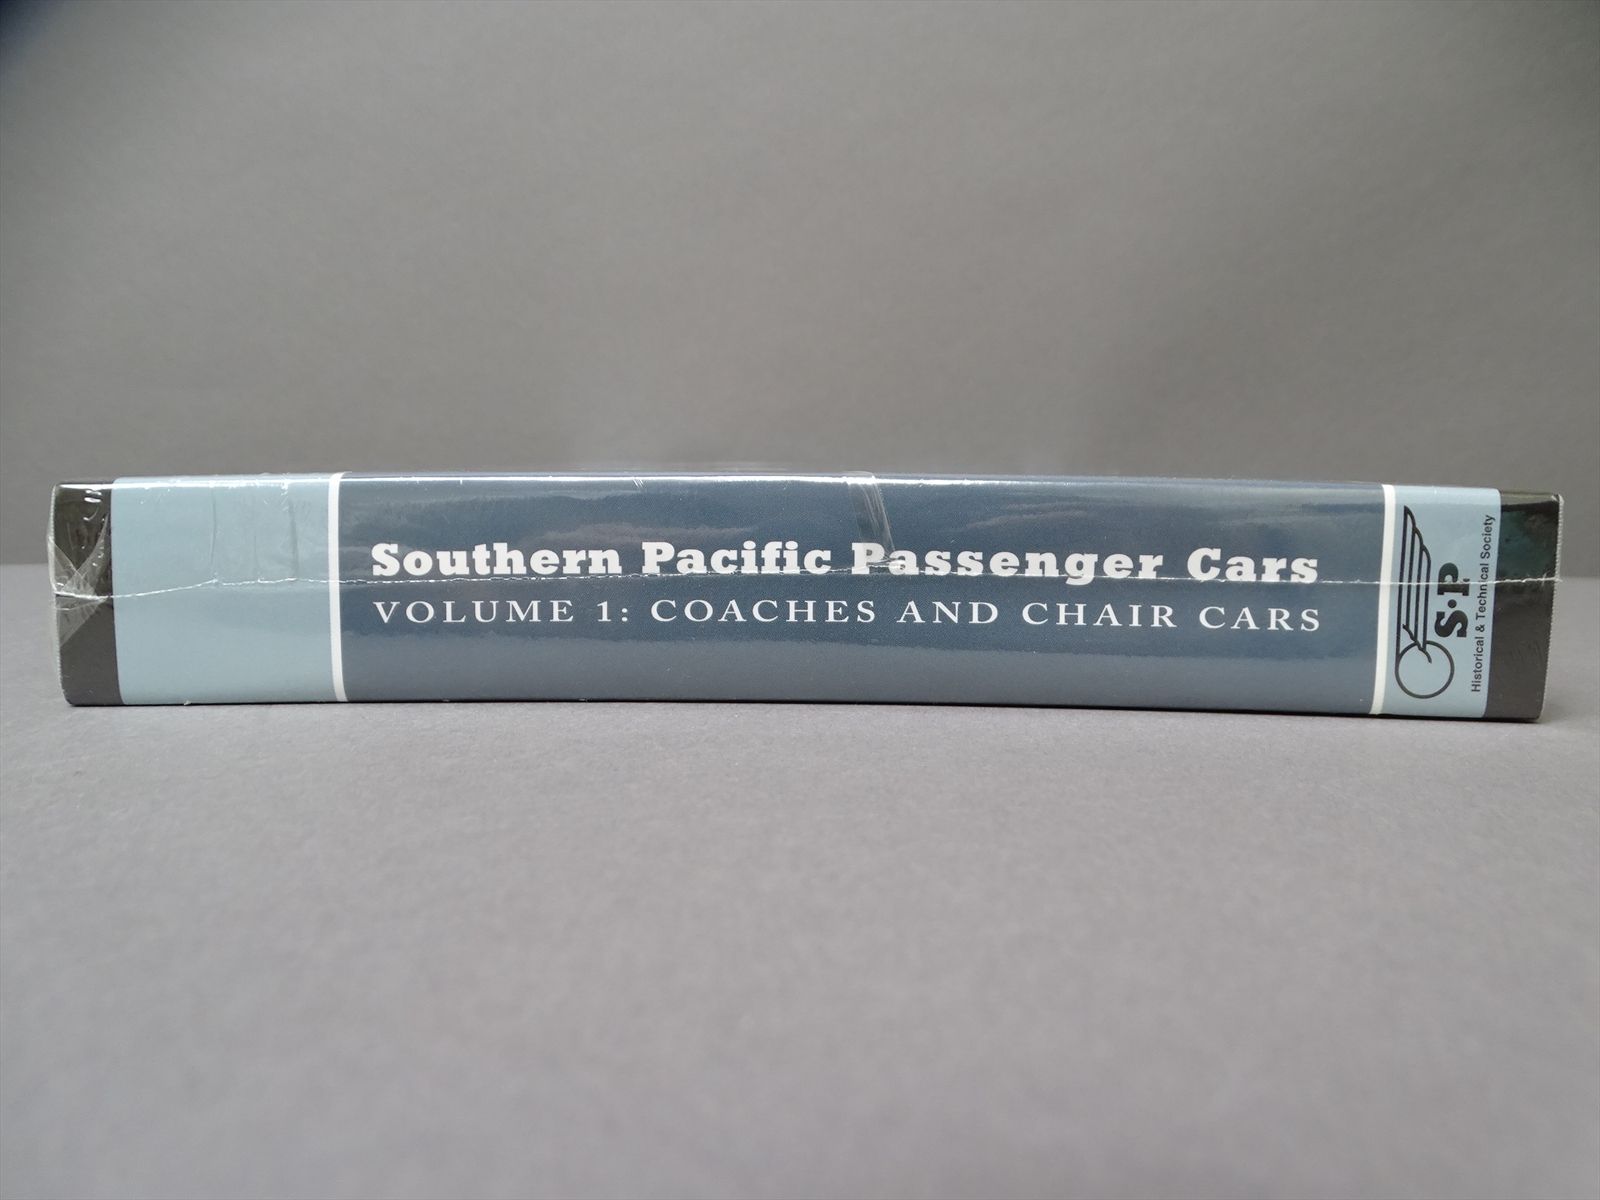 Southern Pacific Passenger Cars
VOLUME 1: COACHES AND CHAIR CARS
S·P
Historical & Technical Society